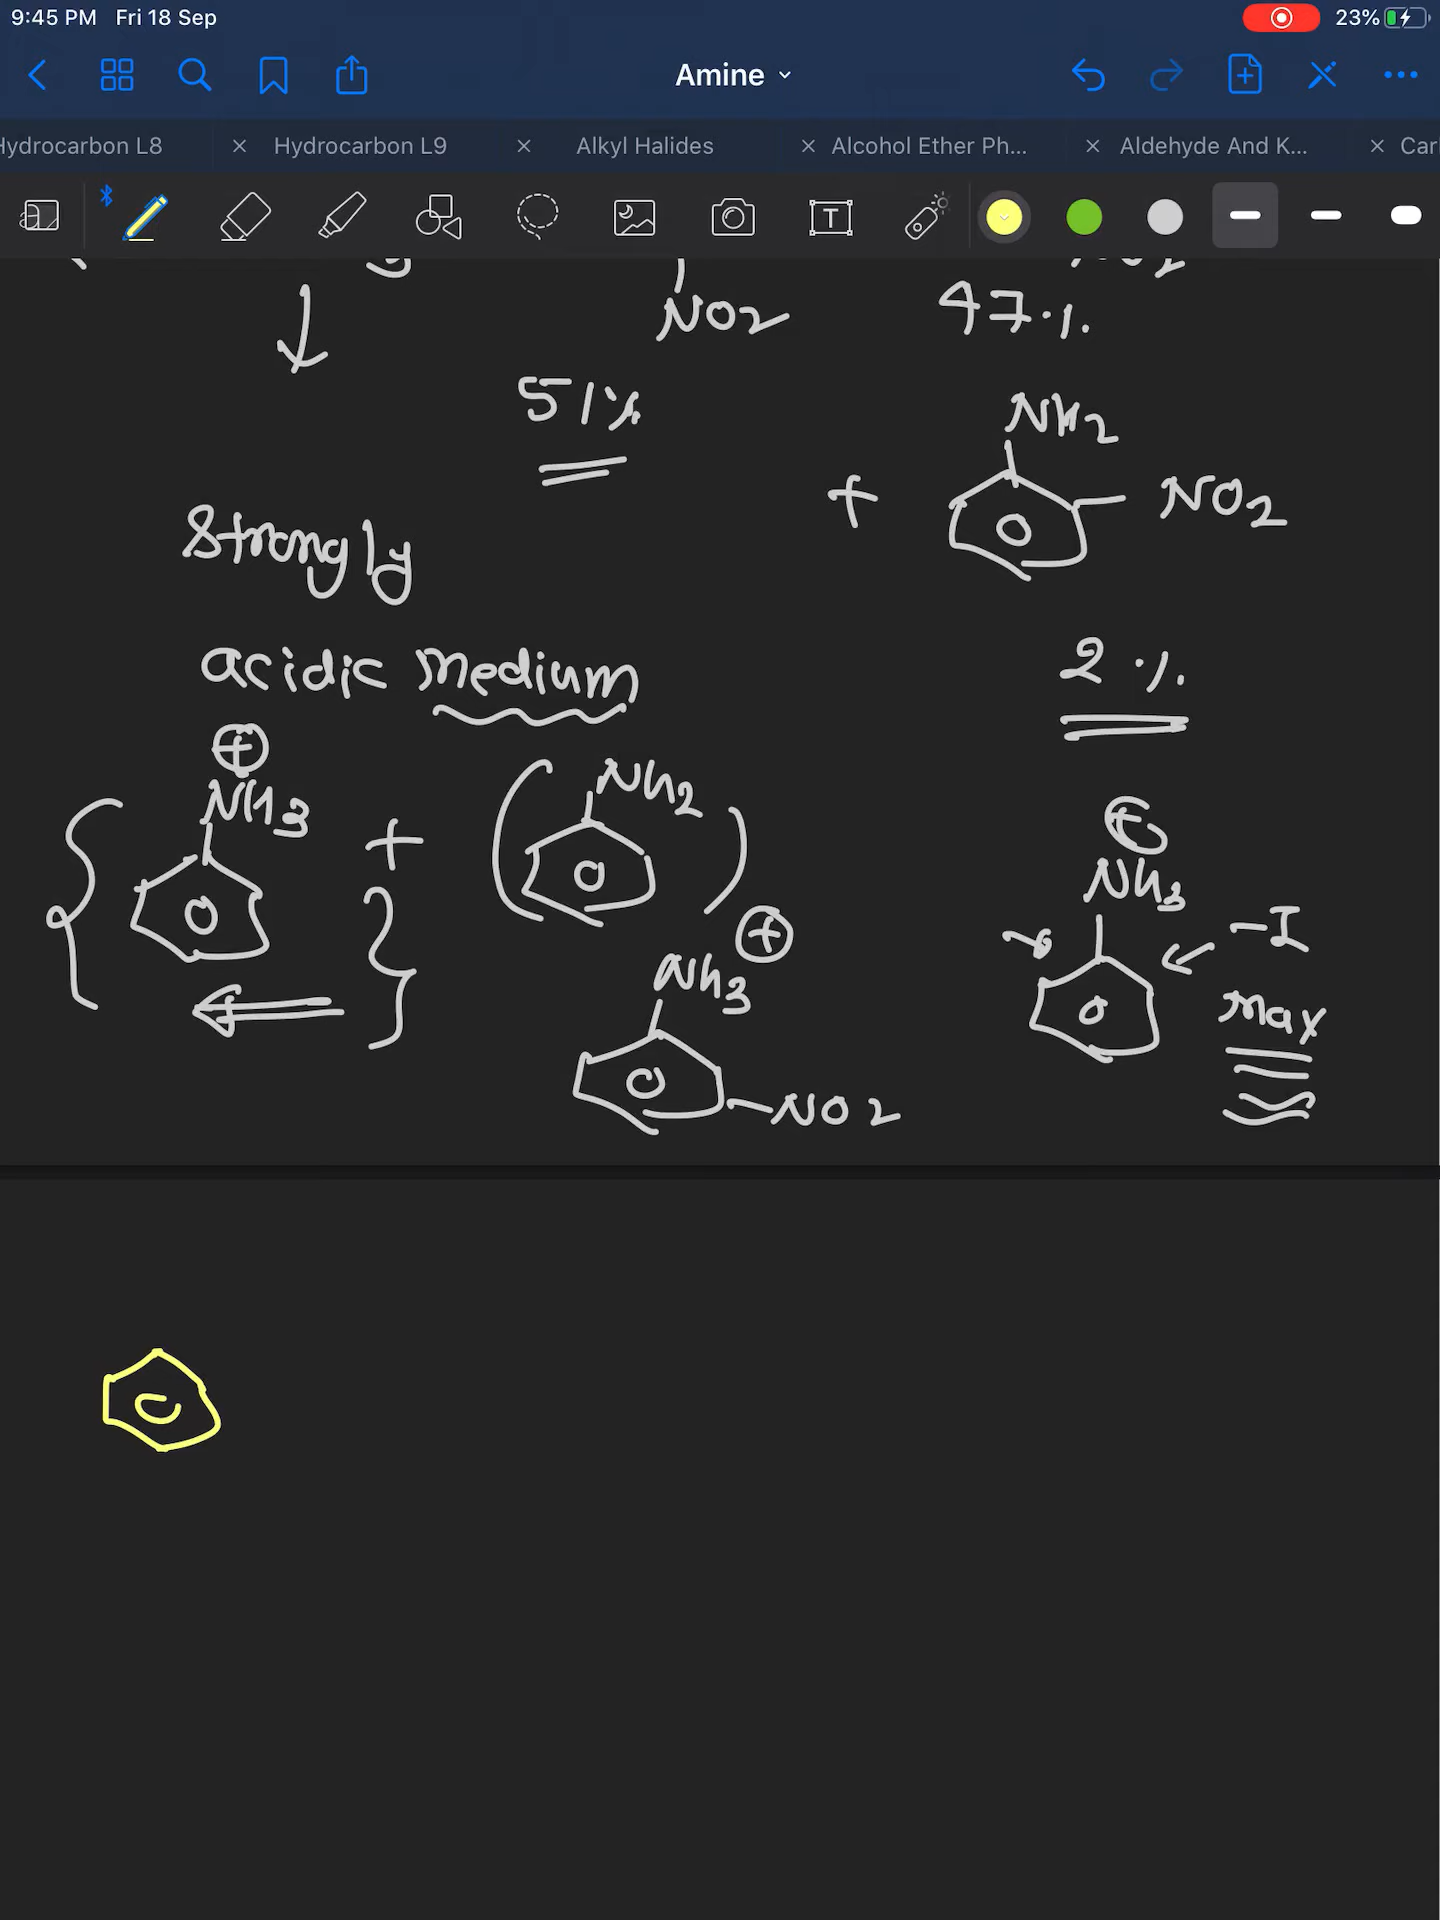 9:45 PM Fri 18 Sep
23%
Amine
Hydrocarbon L8
Hydrocarbon L9
Alkyl Halides
Alcohol Ether Ph...
Aldehyde And K...
Car
T
NO2
47%
51%
NH2
+ NO2
Strongly
acidic medium
2%
⊕
NH3 + (NH2)
⊕
NH3
NO2
⊕
NH3
-I
max